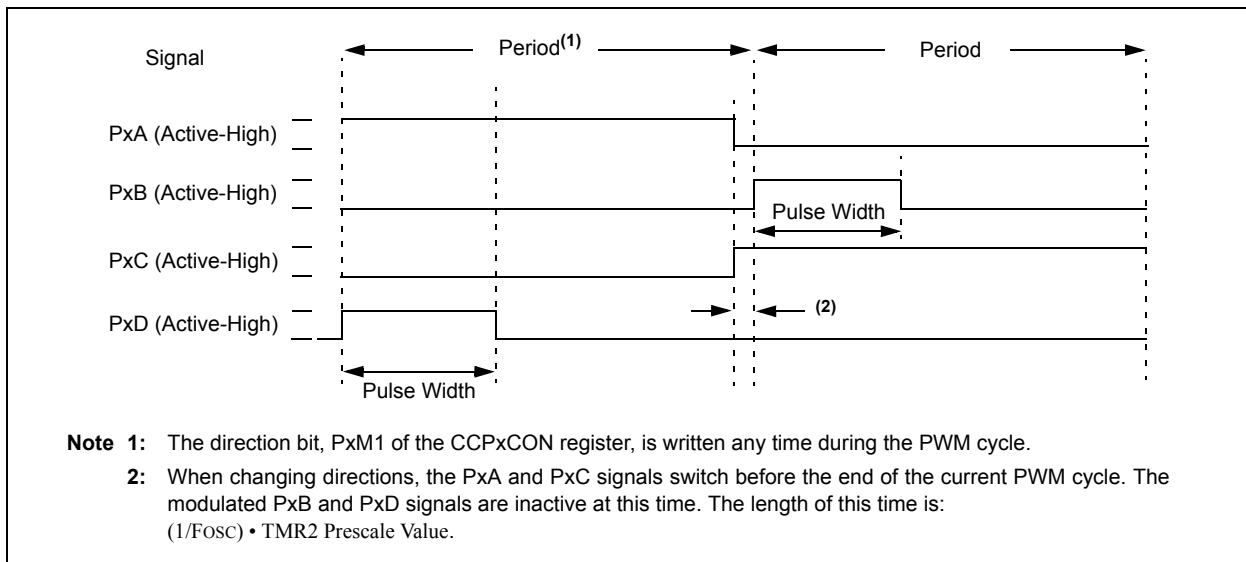 Signal
Period(1)
Period
PxA (Active-High)
PxB (Active-High)
Pulse Width
PxC (Active-High)
(2)
PxD (Active-High)
Pulse Width
Note 1: The direction bit, PxM1 of the CCPxCON register, is written any time during the PWM cycle.
2: When changing directions, the PxA and PxC signals switch before the end of the current PWM cycle. The
modulated PxB and PxD signals are inactive at this time. The length of this time is:
(1/FOSC) • TMR2 Prescale Value.